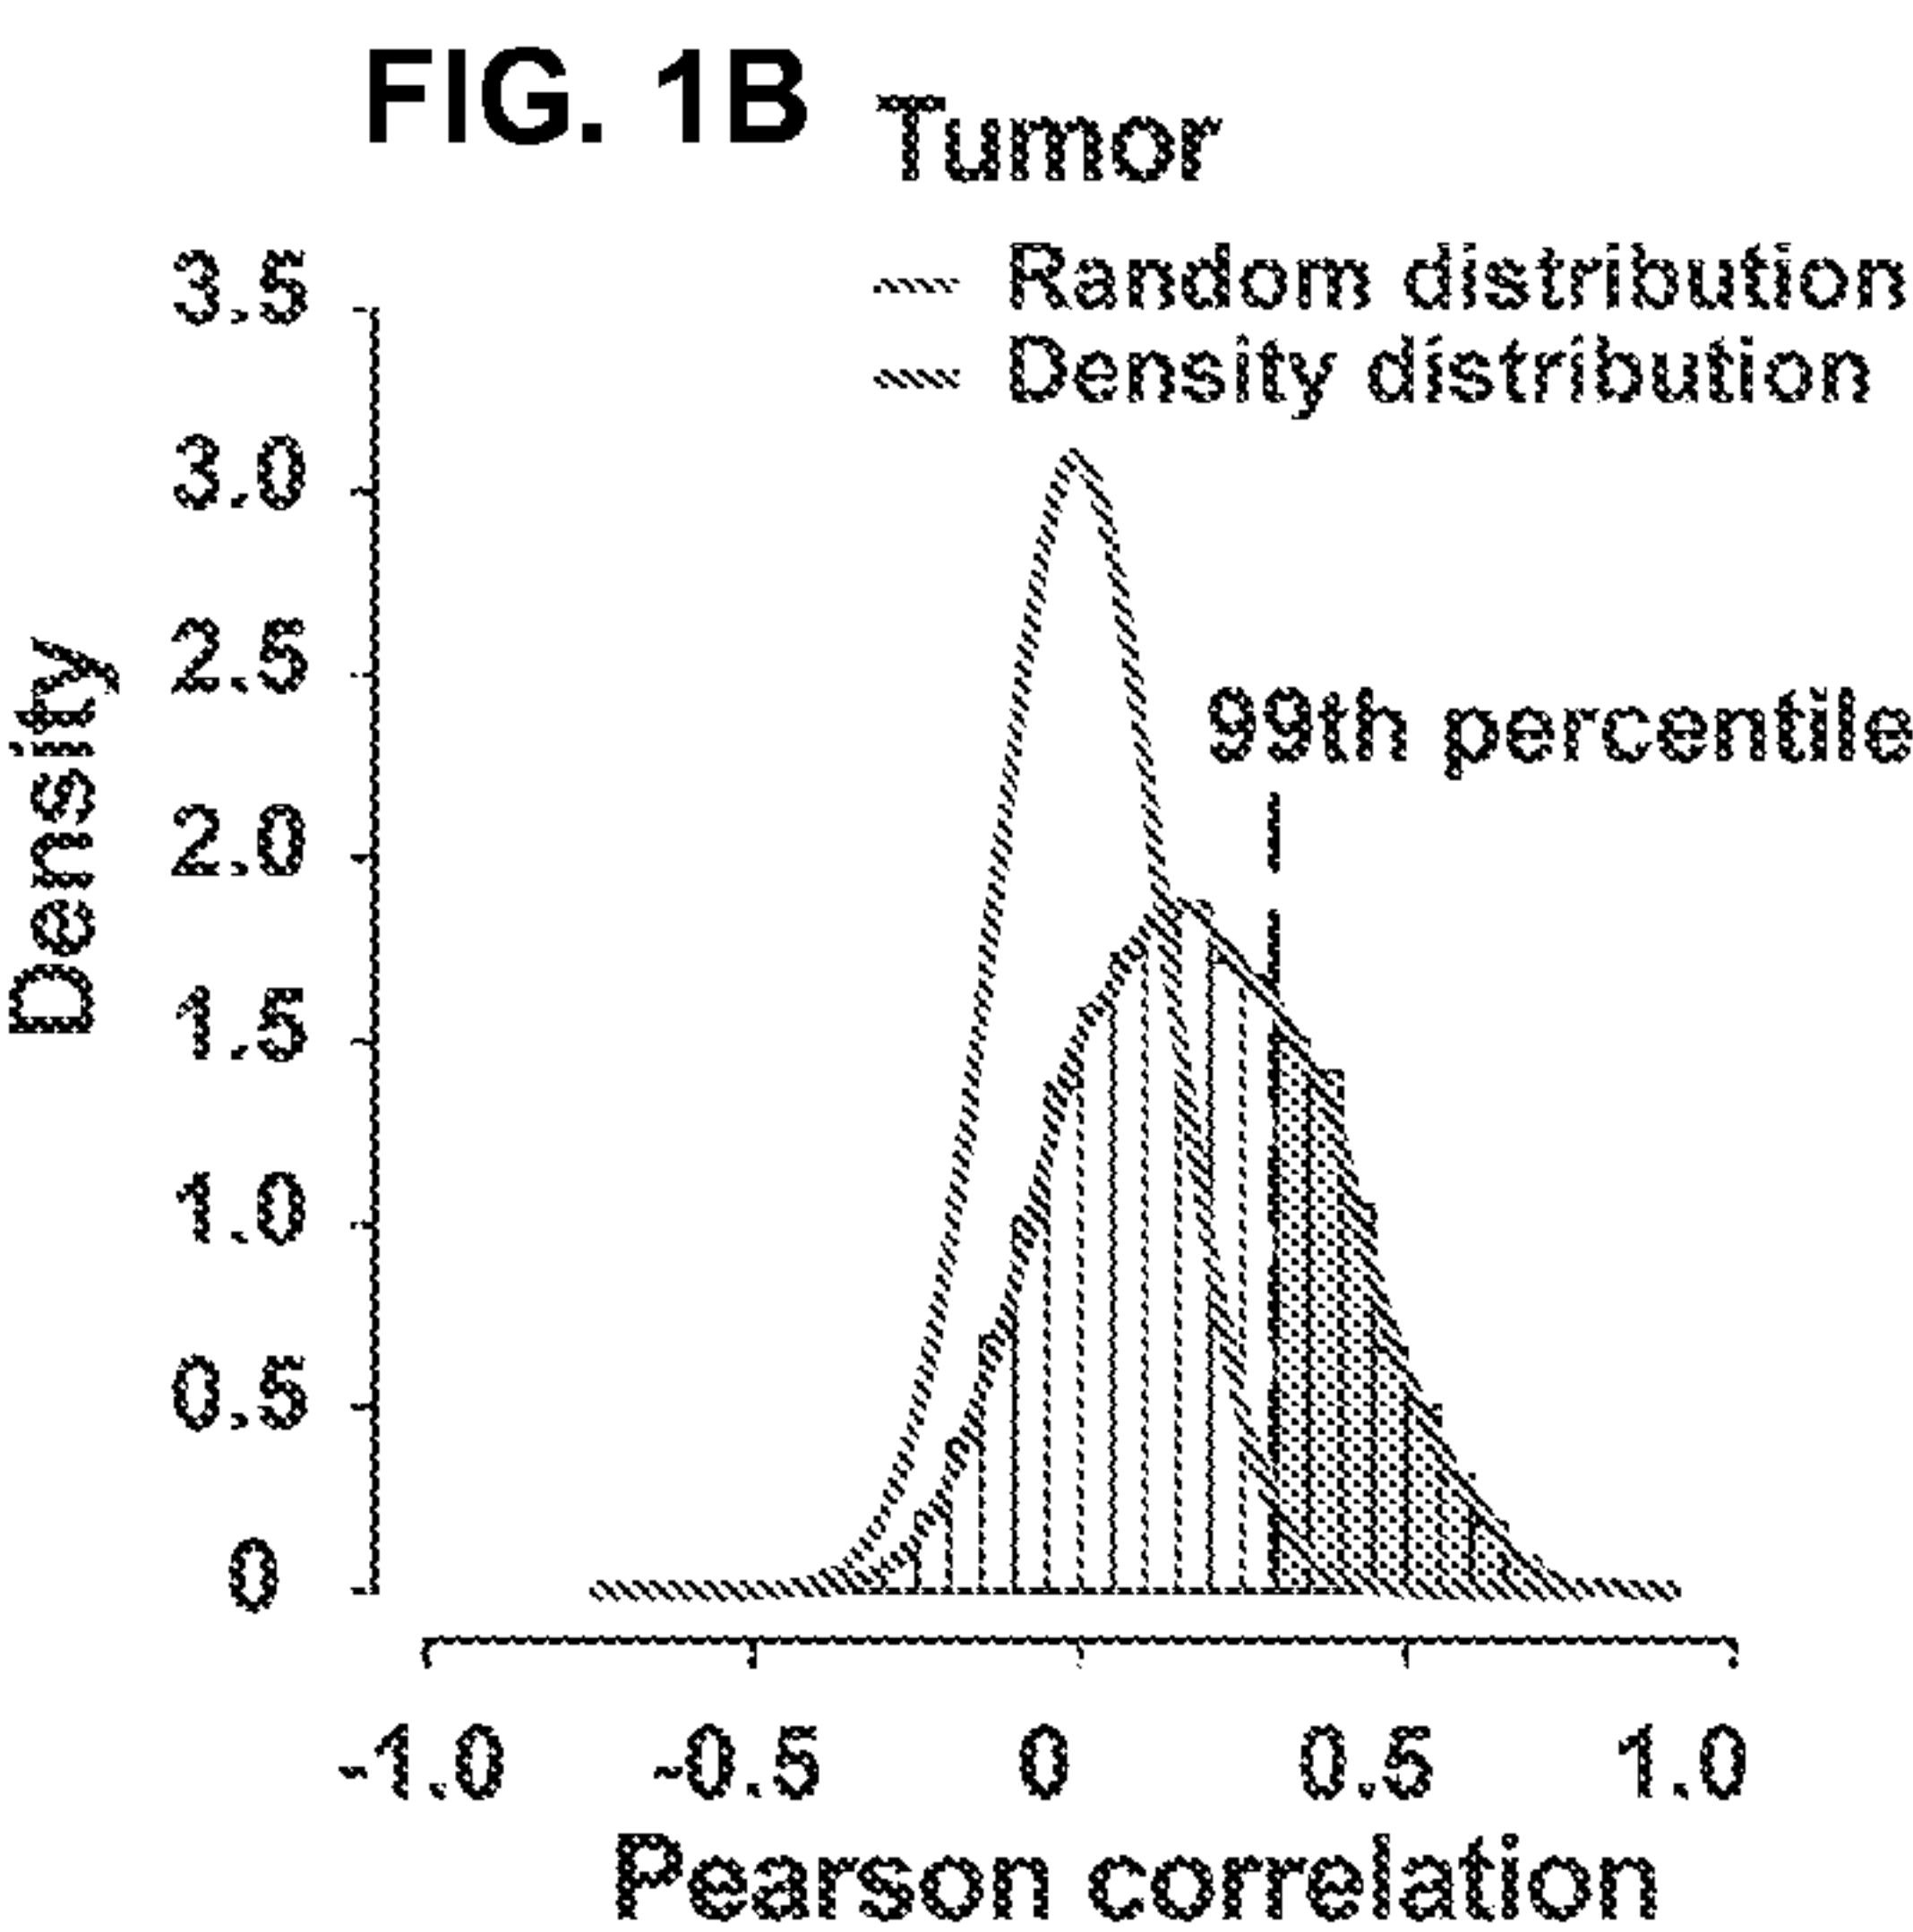 FIG. 1B
Tumor
Random distribution
Density distribution
3.5
3.0
2.5
2.0
1.5
1.0
0.5
0
Density
99th percentile
-1.0 -0.5 0 0.5 1.0
Pearson correlation